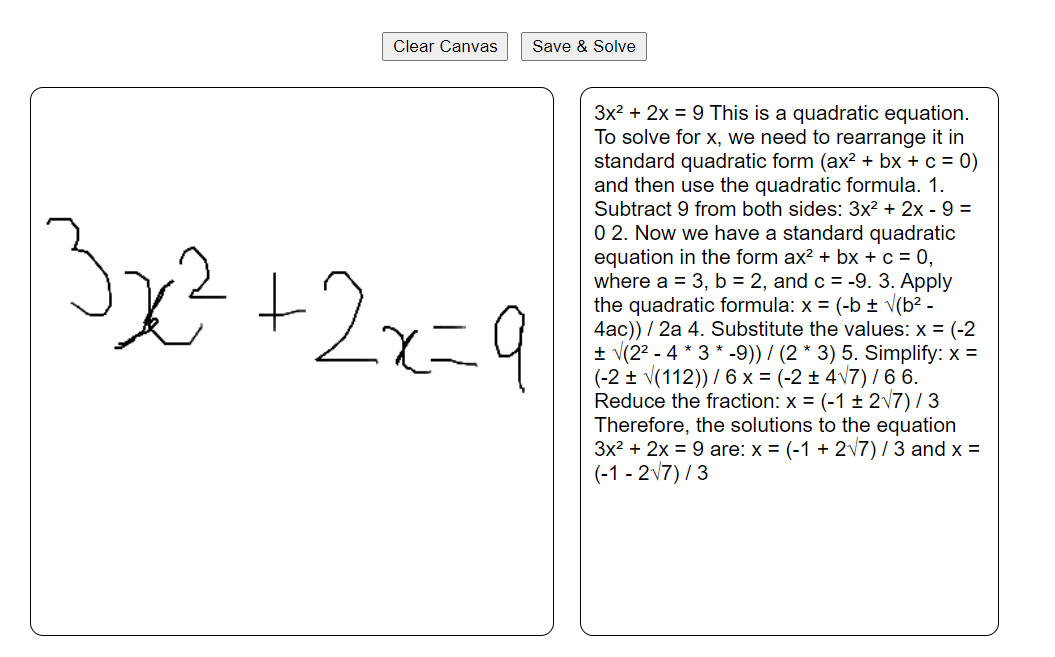 Clear Canvas Save & Solve
3x² + 2x = 9
3x² + 2x = 9 This is a quadratic equation.
To solve for x, we need to rearrange it in
standard quadratic form (ax² + bx + c = 0)
and then use the quadratic formula. 1.
Subtract 9 from both sides: 3x² + 2x - 9 =
0 2. Now we have a standard quadratic
equation in the form ax² + bx + c = 0,
where a = 3, b = 2, and c = -9. 3. Apply
the quadratic formula: x = (-b ± √(b² -
4ac)) / 2a 4. Substitute the values: x = (-2
± √(2² - 4 * 3 * -9)) / (2 * 3) 5. Simplify: x =
(-2 ± √(112)) / 6 x = (-2 ± 4√7) / 6 6.
Reduce the fraction: x = (-1 ± 2√7) / 3
Therefore, the solutions to the equation
3x² + 2x = 9 are: x = (-1 + 2√7) / 3 and x =
(-1 - 2√7) / 3